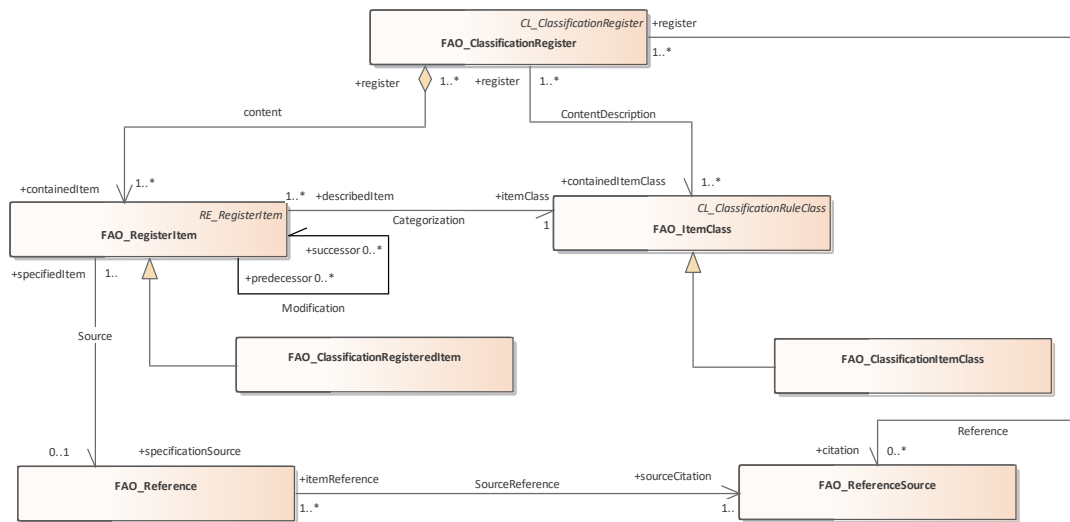 CL_ClassificationRegister
FAO_ClassificationRegister
+register
1..*
+register
1..*
+register
1..*
content
ContentDescription
+containedItem
1..*
+containedItemClass
1..*
RE_RegisterItem
FAO_RegisterItem
1..*
+describedItem
+itemClass
Categorization
1
CL_ClassificationRuleClass
FAO_ItemClass
+successor 0..*
+predecessor 0..*
Modification
+specifiedItem
1..
Source
FAO_ClassificationRegisteredItem
FAO_ClassificationItemClass
0..1
+specificationSource
Reference
+citation
0..*
FAO_Reference
+itemReference
1..*
SourceReference
+sourceCitation
1..
FAO_ReferenceSource